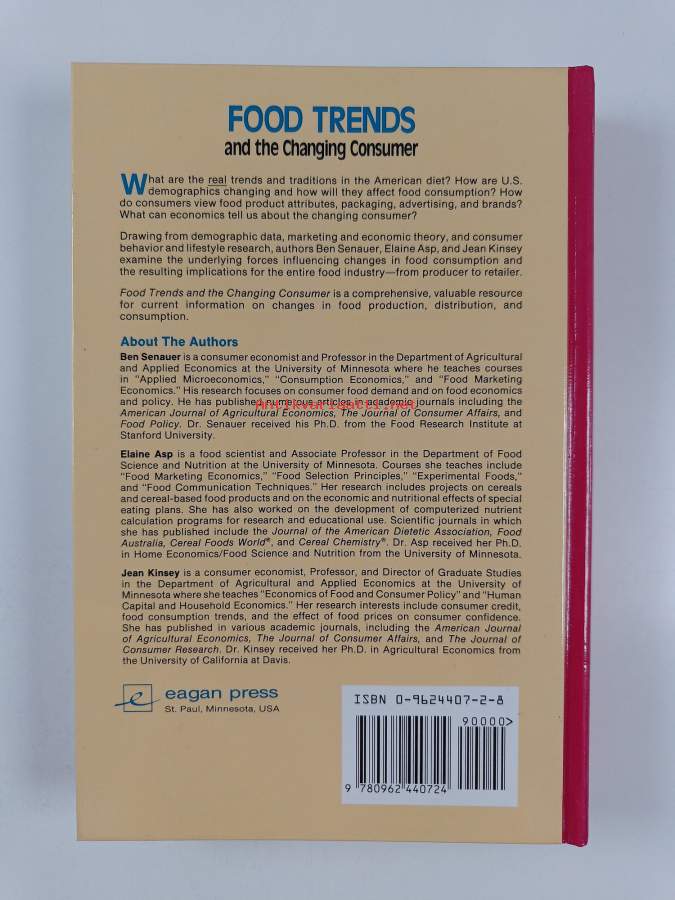 FOOD TRENDS
and the Changing Consumer
What are the real trends and traditions in the American diet? How are U.S.
demographics changing and how will they affect food consumption? How
do consumers view food product attributes, packaging, advertising, and brands?
What can economics tell us about the changing consumer?
Drawing from demographic data, marketing and economic theory, and consumer
behavior and lifestyle research, authors Ben Senauer, Elaine Asp, and Jean Kinsey
examine the underlying forces influencing changes in food consumption and
the resulting implications for the entire food industry—from producer to retailer.
Food Trends and the Changing Consumer is a comprehensive, valuable resource
for current information on changes in food production, distribution, and
consumption.
About The Authors
Ben Senauer is a consumer economist and Professor in the Department of Agricultural
and Applied Economics at the University of Minnesota where he teaches courses
in "Applied Microeconomics," "Consumption Economics," and "Food Marketing
Economics." His research focuses on consumer food demand and on food economics
and policy. He has published numerous articles in academic journals including the
Antikvariaatti.net
American Journal of Agricultural Economics, The Journal of Consumer Affairs, and
Food Policy. Dr. Senauer received his Ph.D. from the Food Research Institute at
Stanford University.
Elaine Asp is a food scientist and Associate Professor in the Department of Food
Science and Nutrition at the University of Minnesota. Courses she teaches include
"Food Marketing Economics," "Food Selection Principles," "Experimental Foods,"
and "Food Communication Techniques." Her research includes projects on cereals
and cereal-based food products and on the economic and nutritional effects of special
eating plans. She has also worked on the development of computerized nutrient
calculation programs for research and educational use. Scientific journals in which
she has published include the Journal of the American Dietetic Association, Food
Australia, Cereal Foods World®, and Cereal Chemistry®. Dr. Asp received her Ph.D.
in Home Economics/Food Science and Nutrition from the University of Minnesota.
Jean Kinsey is a consumer economist, Professor, and Director of Graduate Studies
in the Department of Agricultural and Applied Economics at the University of
Minnesota where she teaches "Economics of Food and Consumer Policy" and "Human
Capital and Household Economics." Her research interests include consumer credit,
food consumption trends, and the effect of food prices on consumer confidence.
She has published in various academic journals, including the American Journal
of Agricultural Economics, The Journal of Consumer Affairs, and The Journal of
Consumer Research. Dr. Kinsey received her Ph.D. in Agricultural Economics from
the University of California at Davis.
e eagan press
St. Paul, Minnesota, USA
ISBN 0-9624407-2-8
90000>
9 780962 440724